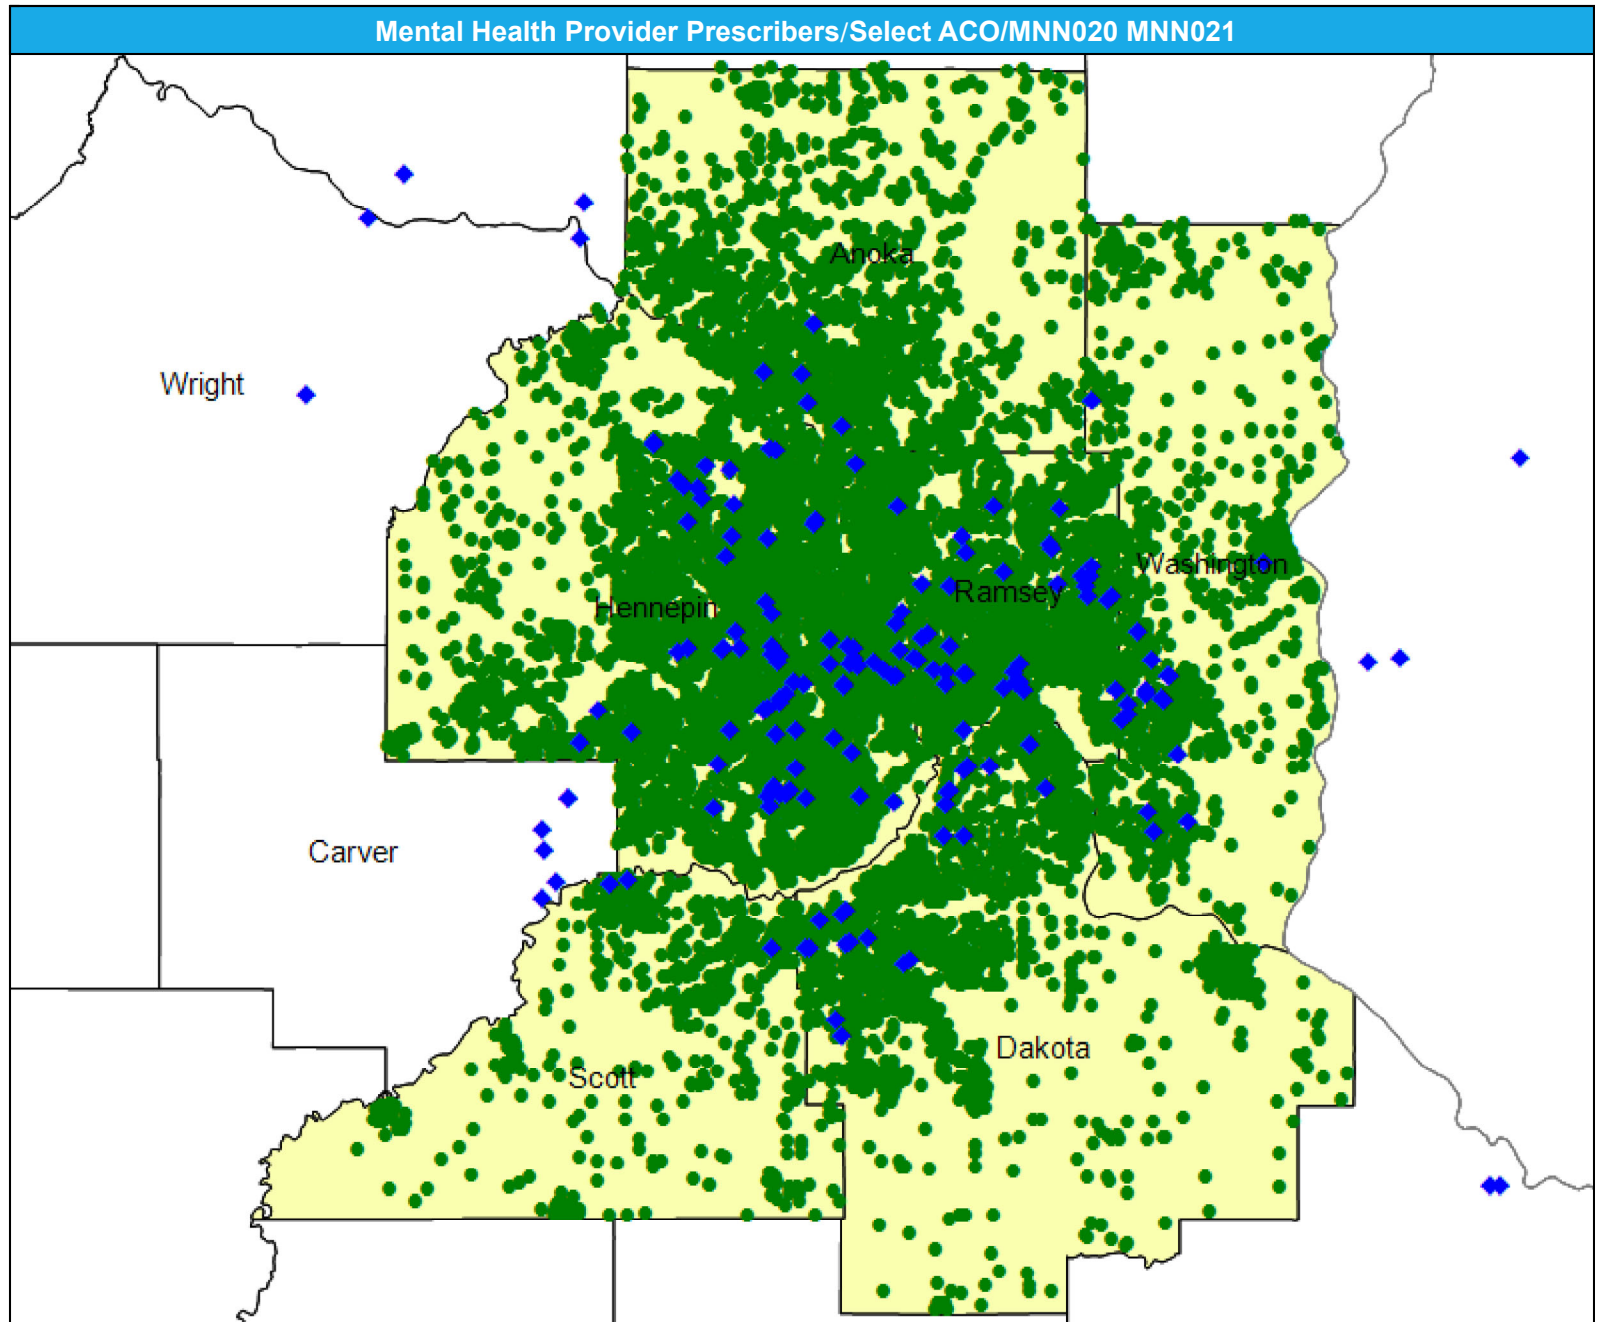 Mental Health Provider Prescribers/Select ACO/MNN020 MNN021
Anoka
Wright
Washington
Ramsey
Hennepin
Carver
Dakota
Scott